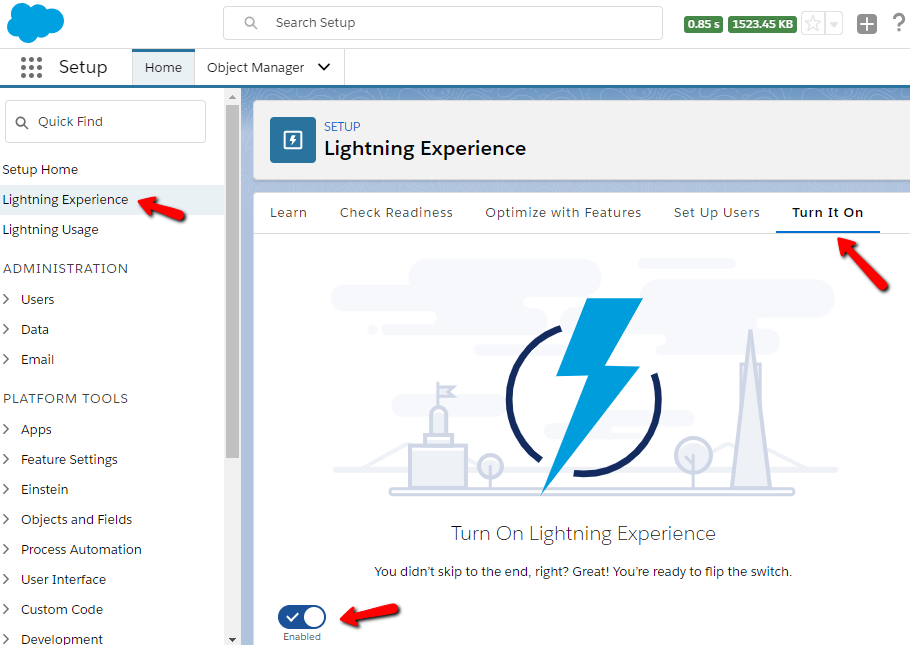 Search Setup
0.85 s 1523.45 KB
Setup Home Object Manager
Quick Find
Setup Home
Lightning Experience
Lightning Usage
ADMINISTRATION
Users
Data
Email
PLATFORM TOOLS
Apps
Feature Settings
Einstein
Objects and Fields
Process Automation
User Interface
Custom Code
Development
SETUP
Lightning Experience
Learn Check Readiness Optimize with Features Set Up Users Turn It On
Turn On Lightning Experience
You didn't skip to the end, right? Great! You're ready to flip the switch.
Enabled